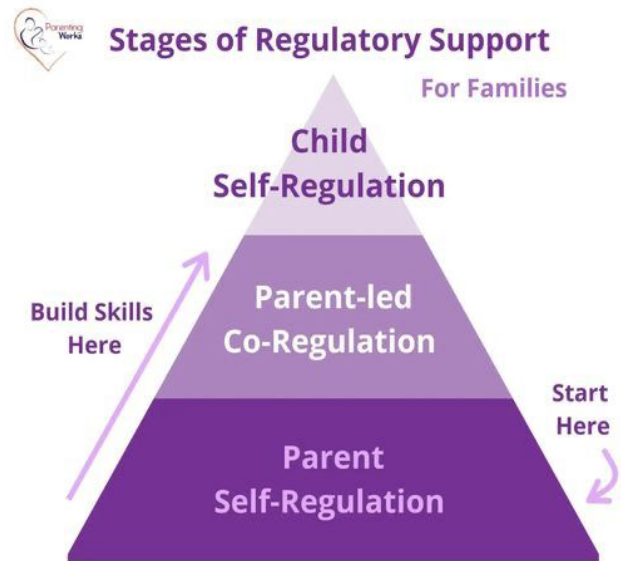 Parenting
Works
Stages of Regulatory Support
For Families
Child
Self-Regulation
Parent-led
Co-Regulation
Build Skills
Here
Start
Here
Parent
Self-Regulation